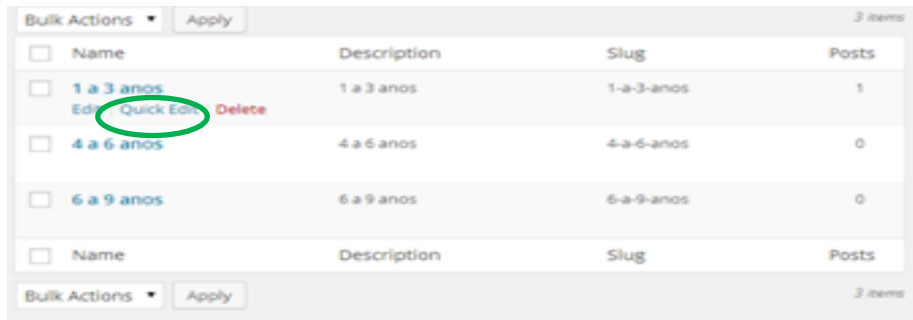 Bulk Actions Apply 3 items
Name Description Slug Posts
1 a 3 anos 1 a 3 anos 1-a-3-anos 1
Edit Quick Edit Delete
4 a 6 anos 4 a 6 anos 4-a-6-anos 0
6 a 9 anos 6 a 9 anos 6-a-9-anos 0
Name Description Slug Posts
Bulk Actions Apply 3 items